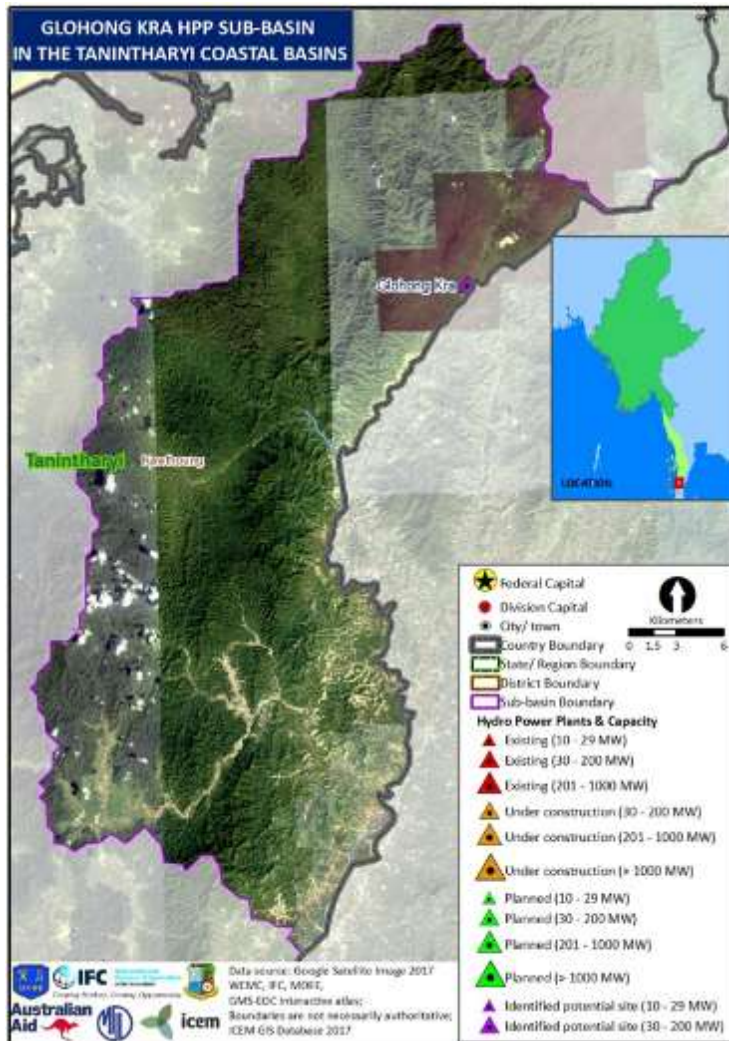 GLOHONG KRA HPP SUB-BASIN
IN THE TANINTHARYI COASTAL BASINS
Glohong Kra
Tanintharyi
Kawthoung
LOCATION
Federal Capital
Division Capital
City/ town
Country Boundary
State/ Region Boundary
District Boundary
Sub-basin Boundary
Kilometers
0 1.5 3 6
Hydro Power Plants & Capacity
Existing (10 - 29 MW)
Existing (30 - 200 MW)
Existing (201 - 1000 MW)
Under construction (30 - 200 MW)
Under construction (201 - 1000 MW)
Under construction (> 1000 MW)
Planned (10 - 29 MW)
Planned (30 - 200 MW)
Planned (201 - 1000 MW)
Planned (> 1000 MW)
Identified potential site (10 - 29 MW)
Identified potential site (30 - 200 MW)
IFC
Creating Markets, Creating Opportunities
Australian
Aid
icem
Data source: Google Satellite Image 2017
WCMC, IFC, MOEE,
GMS-EOC Interactive atlas;
Boundaries are not necessarily authoritative;
ICEM GIS Database 2017